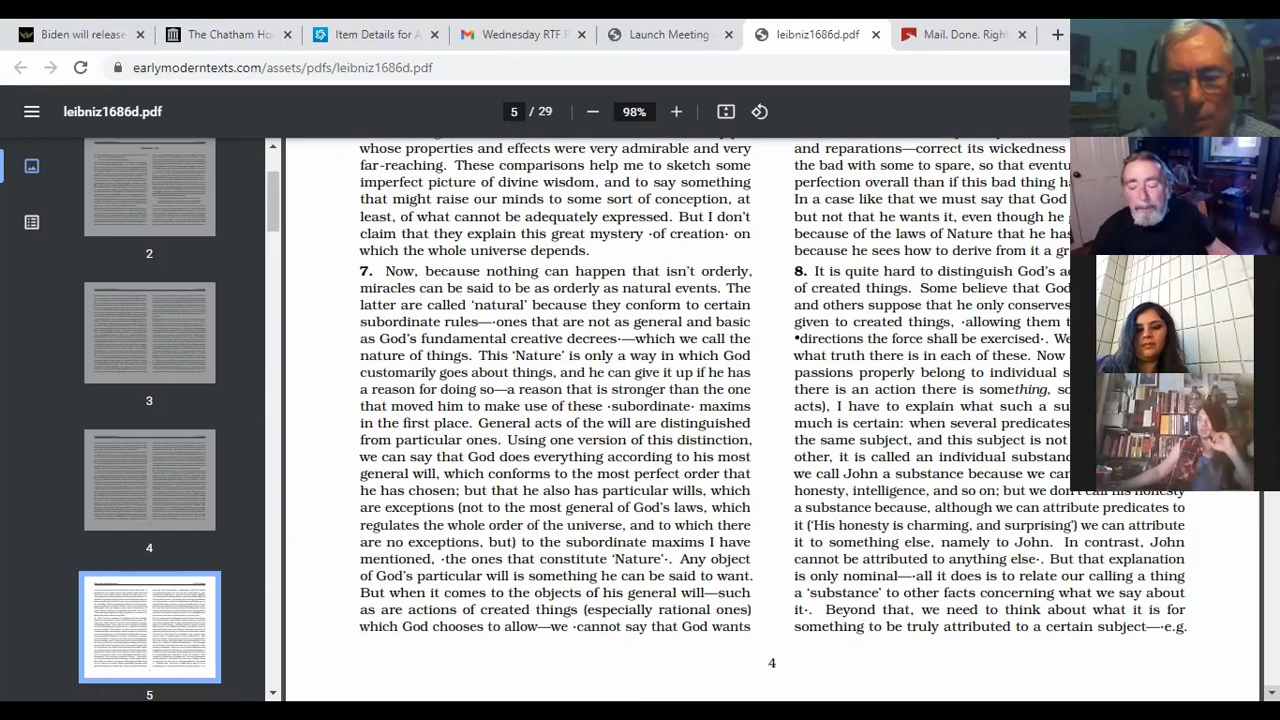 Biden will release
The Chatham Ho
Item Details for A
Wednesday RTF F
Launch Meeting -
leibniz1686d.pdf
Mail. Done. Righ
earlymoderntexts.com/assets/pdfs/leibniz1686d.pdf
leibniz1686d.pdf
5 / 29
98%
2
3
4
5
whose properties and effects were very admirable and very
far-reaching. These comparisons help me to sketch some
imperfect picture of divine wisdom, and to say something
that might raise our minds to some sort of conception, at
least, of what cannot be adequately expressed. But I don't
claim that they explain this great mystery ·of creation· on
which the whole universe depends.
7. Now, because nothing can happen that isn't orderly,
miracles can be said to be as orderly as natural events. The
latter are called 'natural' because they conform to certain
subordinate rules—·ones that are not as general and basic
as God's fundamental creative decrees·—which we call the
nature of things. This 'Nature' is only a way in which God
customarily goes about things, and he can give it up if he has
a reason for doing so—a reason that is stronger than the one
that moved him to make use of these ·subordinate· maxims
in the first place. General acts of the will are distinguished
from particular ones. Using one version of this distinction,
we can say that God does everything according to his most
general will, which conforms to the most perfect order that
he has chosen; but that he also has particular wills, which
are exceptions (not to the most general of God's laws, which
regulates the whole order of the universe, and to which there
are no exceptions, but) to the subordinate maxims I have
mentioned, ·the ones that constitute 'Nature'·. Any object
of God's particular will is something he can be said to want.
But when it comes to the objects of his general will—such
as are actions of created things (especially rational ones)
which God chooses to allow—we ·cannot say that God wants
and reparations—correct its wickedness
the bad with some to spare, so that eventu
perfection overall than if this bad thing ha
In a case like that we must say that God
but not that he wants it, even though he
because of the laws of Nature that he has
because he sees how to derive from it a gr
8. It is quite hard to distinguish God's ac
of created things. Some believe that God
and others suppose that he only conserves
given to created things, ·allowing them t
•directions the force shall be exercised·. We
what truth there is in each of these. Now
passions properly belong to individual s
there is an action there is something, so
acts), I have to explain what such a su
much is certain: when several predicates
the same subject, and this subject is not
other, it is called an individual substanc
we call John a substance because we can
honesty, intelligence, and so on; but we don't call his honesty
a substance because, although we can attribute predicates to
it ('His honesty is charming, and surprising') we can attribute
it to something else, namely to John. In contrast, John
cannot be attributed to anything else·. But that explanation
is only nominal—·all it does is to relate our calling a thing
a 'substance' to other facts concerning what we say about
it·. Beyond that, we need to think about what it is for
something to be truly attributed to a certain subject—·e.g.
4